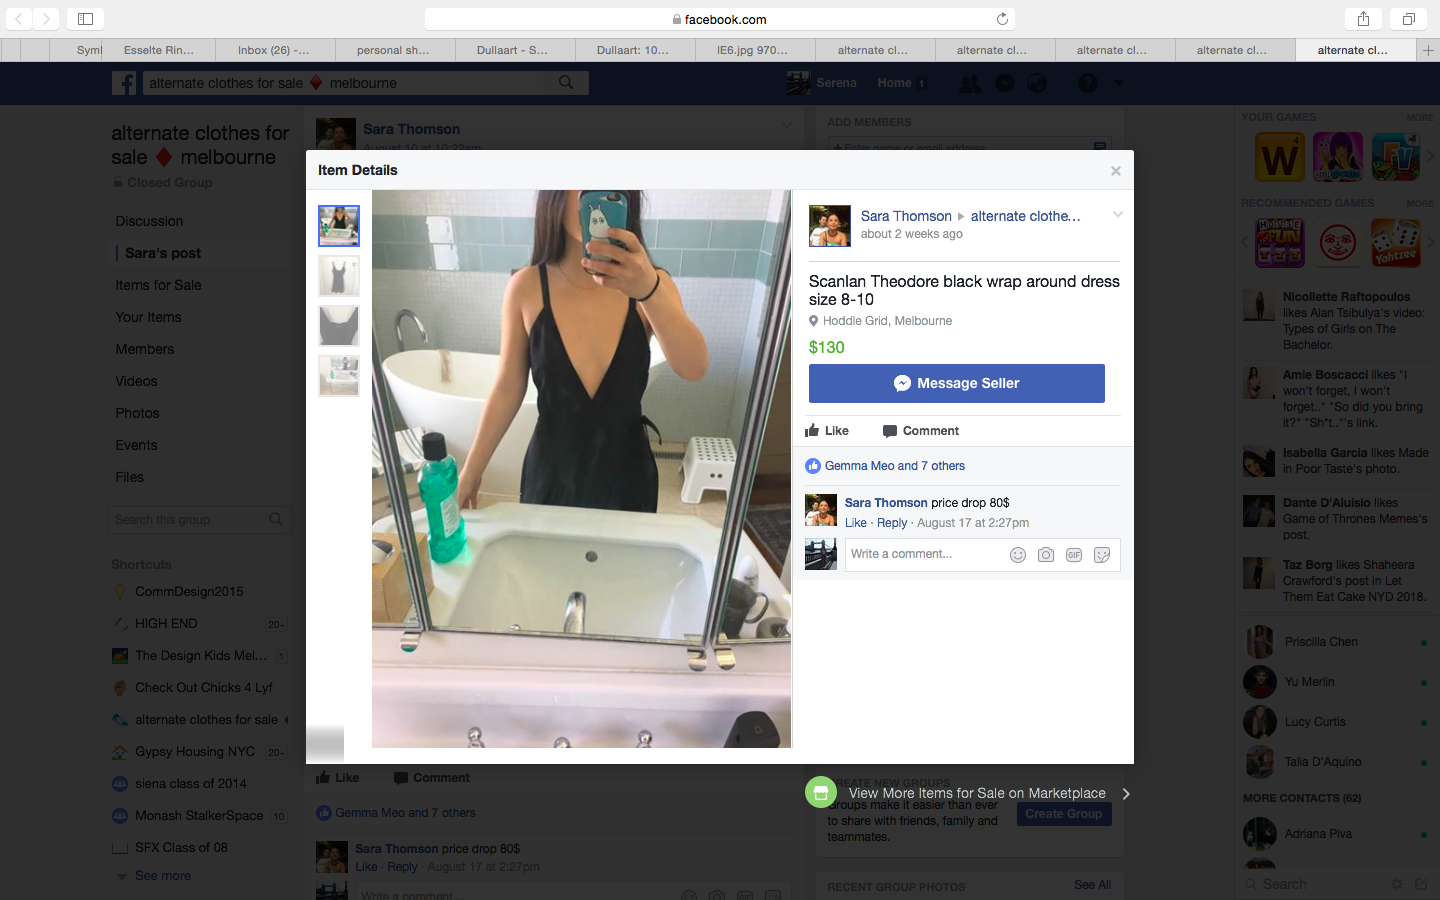 facebook.com
Syml
Esselte Rin...
Inbox (26) -...
personal sh...
Dullaart - S...
Dullaart: 10...
IE6.jpg 970...
alternate cl...
alternate cl...
alternate cl...
alternate cl...
alternate cl...
alternate clothes for sale ♦ melbourne
Serena
Home 1
alternate clothes for
sale ♦ melbourne
Closed Group
Discussion
Sara's post
Items for Sale
Your Items
Members
Videos
Photos
Events
Files
Search this group
Shortcuts
CommDesign2015
HIGH END 20+
The Design Kids Mel... 1
Check Out Chicks 4 Lyf
alternate clothes for sale
Gypsy Housing NYC 20+
siena class of 2014
Monash StalkerSpace 10
SFX Class of 08
See more
Sara Thomson
August 10 at 10:22am
Item Details
Sara Thomson ▸ alternate clothe...
about 2 weeks ago
Scanlan Theodore black wrap around dress
size 8-10
Hoddle Grid, Melbourne
$130
Message Seller
Like Comment
Gemma Meo and 7 others
Sara Thomson price drop 80$
Like · Reply · August 17 at 2:27pm
Write a comment...
GIF
View More Items for Sale on Marketplace
Like Comment
Gemma Meo and 7 others
Sara Thomson price drop 80$
Like · Reply · August 17 at 2:27pm
Write a comment...
ADD MEMBERS
+ Enter name or email address
CREATE NEW GROUPS
Groups make it easier than ever
to share with friends, family and
teammates.
Create Group
RECENT GROUP PHOTOS See All
YOUR GAMES MORE
W
4
FV
RECOMMENDED GAMES MORE
HOUSE
FUN
Yahtzee
Nicollette Raftopoulos
likes Alan Tsibulya's video:
Types of Girls on The
Bachelor.
Amie Boscacci likes "I
won't forget, I won't
forget.." "So did you bring
it?" "Sh*t.."'s link.
Isabella Garcia likes Made
in Poor Taste's photo.
Dante D'Aluisio likes
Game of Thrones Memes's
post.
Taz Borg likes Shaheera
Crawford's post in Let
Them Eat Cake NYD 2018.
Priscilla Chen
Yu Merlin
Lucy Curtis
Talia D'Aquino
MORE CONTACTS (62)
Adriana Piva
Search